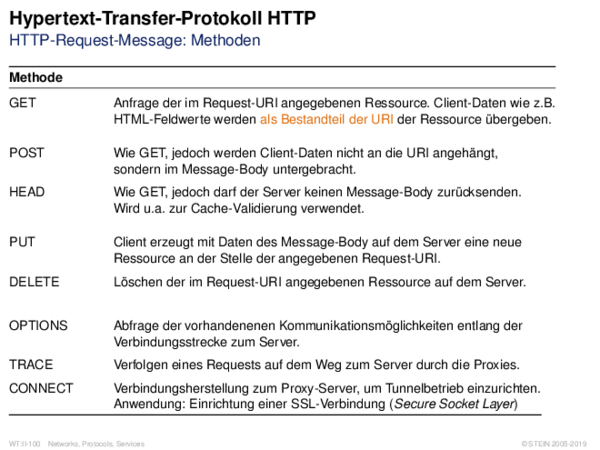 Hypertext-Transfer-Protokoll HTTP
HTTP-Request-Message: Methoden
Methode
GET Anfrage der im Request-URI angegebenen Ressource. Client-Daten wie z.B.
HTML-Feldwerte werden als Bestandteil der URI der Ressource übergeben.
POST Wie GET, jedoch werden Client-Daten nicht an die URI angehängt,
sondern im Message-Body untergebracht.
HEAD Wie GET, jedoch darf der Server keinen Message-Body zurücksenden.
Wird u.a. zur Cache-Validierung verwendet.
PUT Client erzeugt mit Daten des Message-Body auf dem Server eine neue
Ressource an der Stelle der angegebenen Request-URI.
DELETE Löschen der im Request-URI angegebenen Ressource auf dem Server.
OPTIONS Abfrage der vorhandenenen Kommunikationsmöglichkeiten entlang der
Verbindungsstrecke zum Server.
TRACE Verfolgen eines Requests auf dem Weg zum Server durch die Proxies.
CONNECT Verbindungsherstellung zum Proxy-Server, um Tunnelbetrieb einzurichten.
Anwendung: Einrichtung einer SSL-Verbindung (Secure Socket Layer)
WT:II-100 Networks, Protocols, Services © STEIN 2005-2019